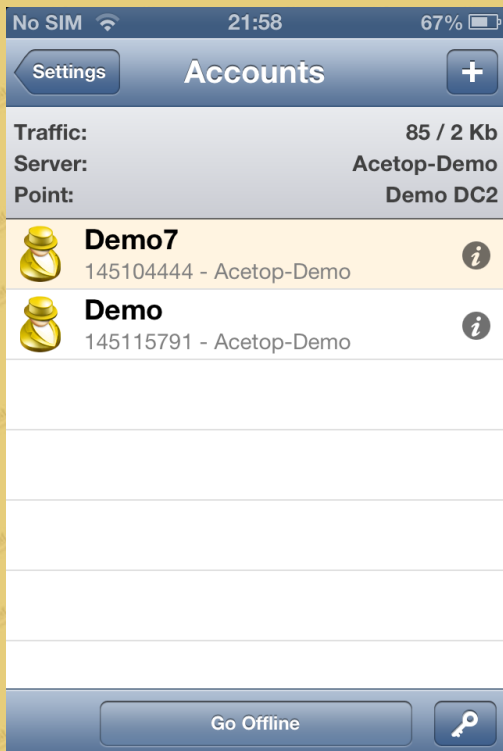 No SIM 21:58 67%
Settings Accounts +
Traffic: 85 / 2 Kb
Server: Acetop-Demo
Point: Demo DC2
Demo7
145104444 - Acetop-Demo
Demo
145115791 - Acetop-Demo
Go Offline